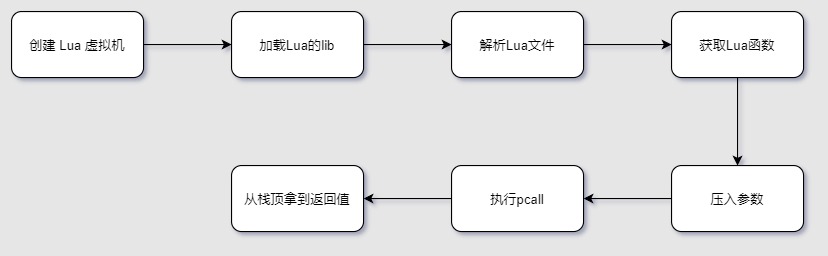 创建 Lua 虚拟机
加载Lua的lib
解析Lua文件
获取Lua函数
压入参数
执行pcall
从栈顶拿到返回值